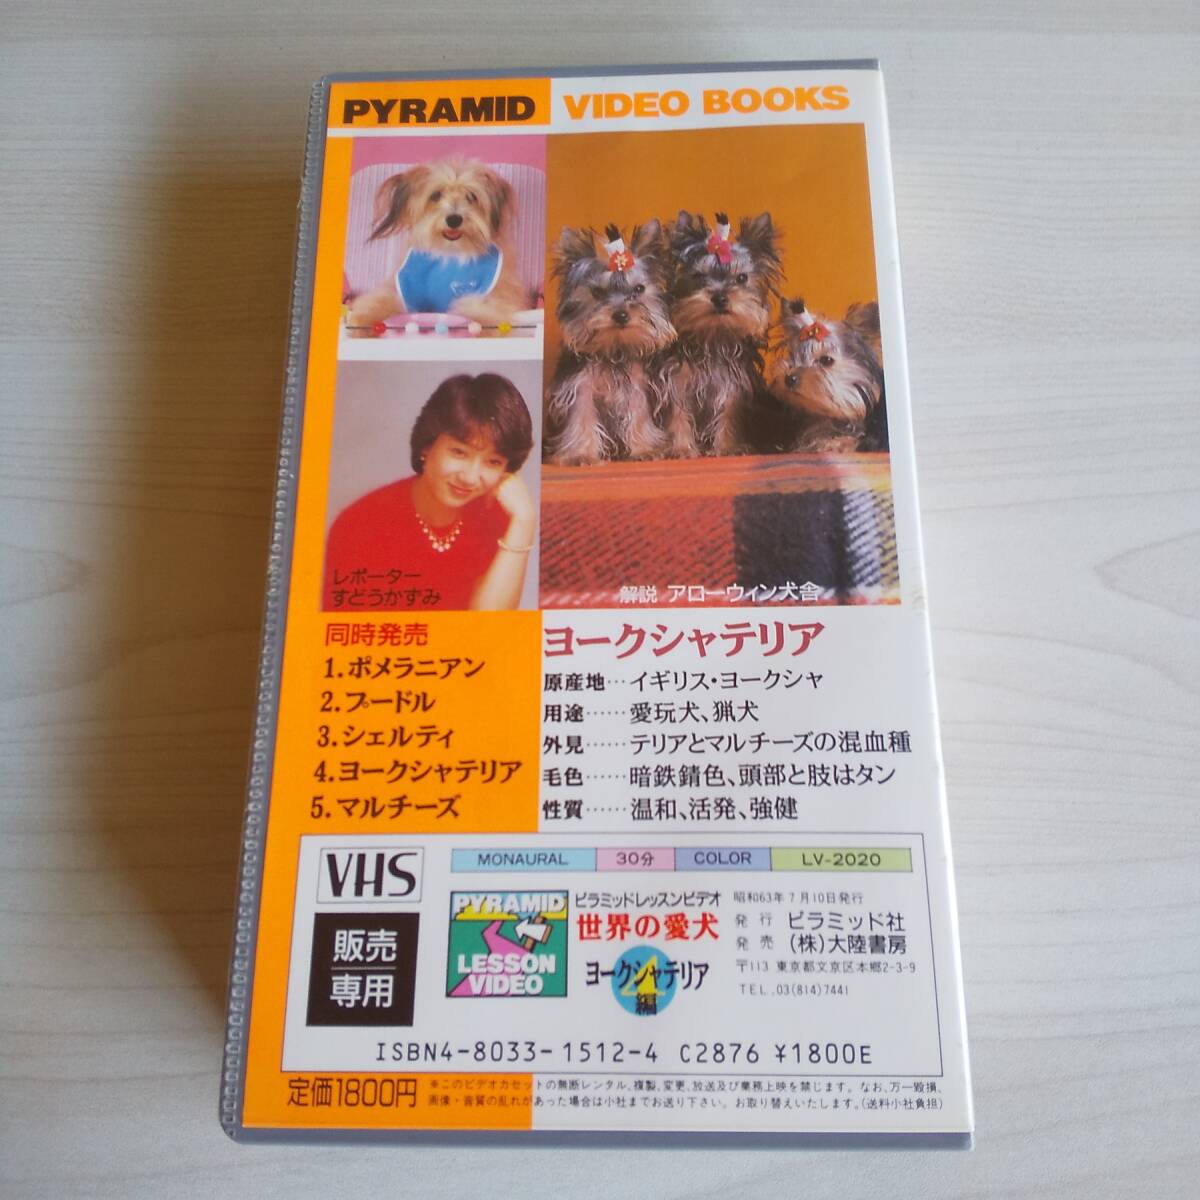 PYRAMID VIDEO BOOKS
レポーター
すどうかずみ
解説 アローウィン犬舎
同時発売
1.ポメラニアン
2.プードル
3.シェルティ
4.ヨークシャテリア
5.マルチーズ
ヨークシャテリア
原産地…イギリス・ヨークシャ
用途……愛玩犬、猟犬
外見……テリアとマルチーズの混血種
毛色……暗鉄錆色、頭部と肢はタン
性質……温和、活発、強健
VHS
販売
専用
MONAURAL 30分 COLOR LV-2020
PYRAMID
LESSON
VIDEO
ピラミッドレッスンビデオ
世界の愛犬
4
ヨークシャテリア
編
昭和63年7月10日発行
発行 ピラミッド社
発売 (株)大陸書房
〒113 東京都文京区本郷2-3-9
TEL.03(814)7441
ISBN4-8033-1512-4 C2876 ¥1800E
定価1800円
※このビデオカセットの無断レンタル、複製、変更、放送及び業務上映を禁じます。なお、万一毀損、
画像・音質の乱れがあった場合は小社までお送り下さい。お取り替えいたします。(送料小社負担)